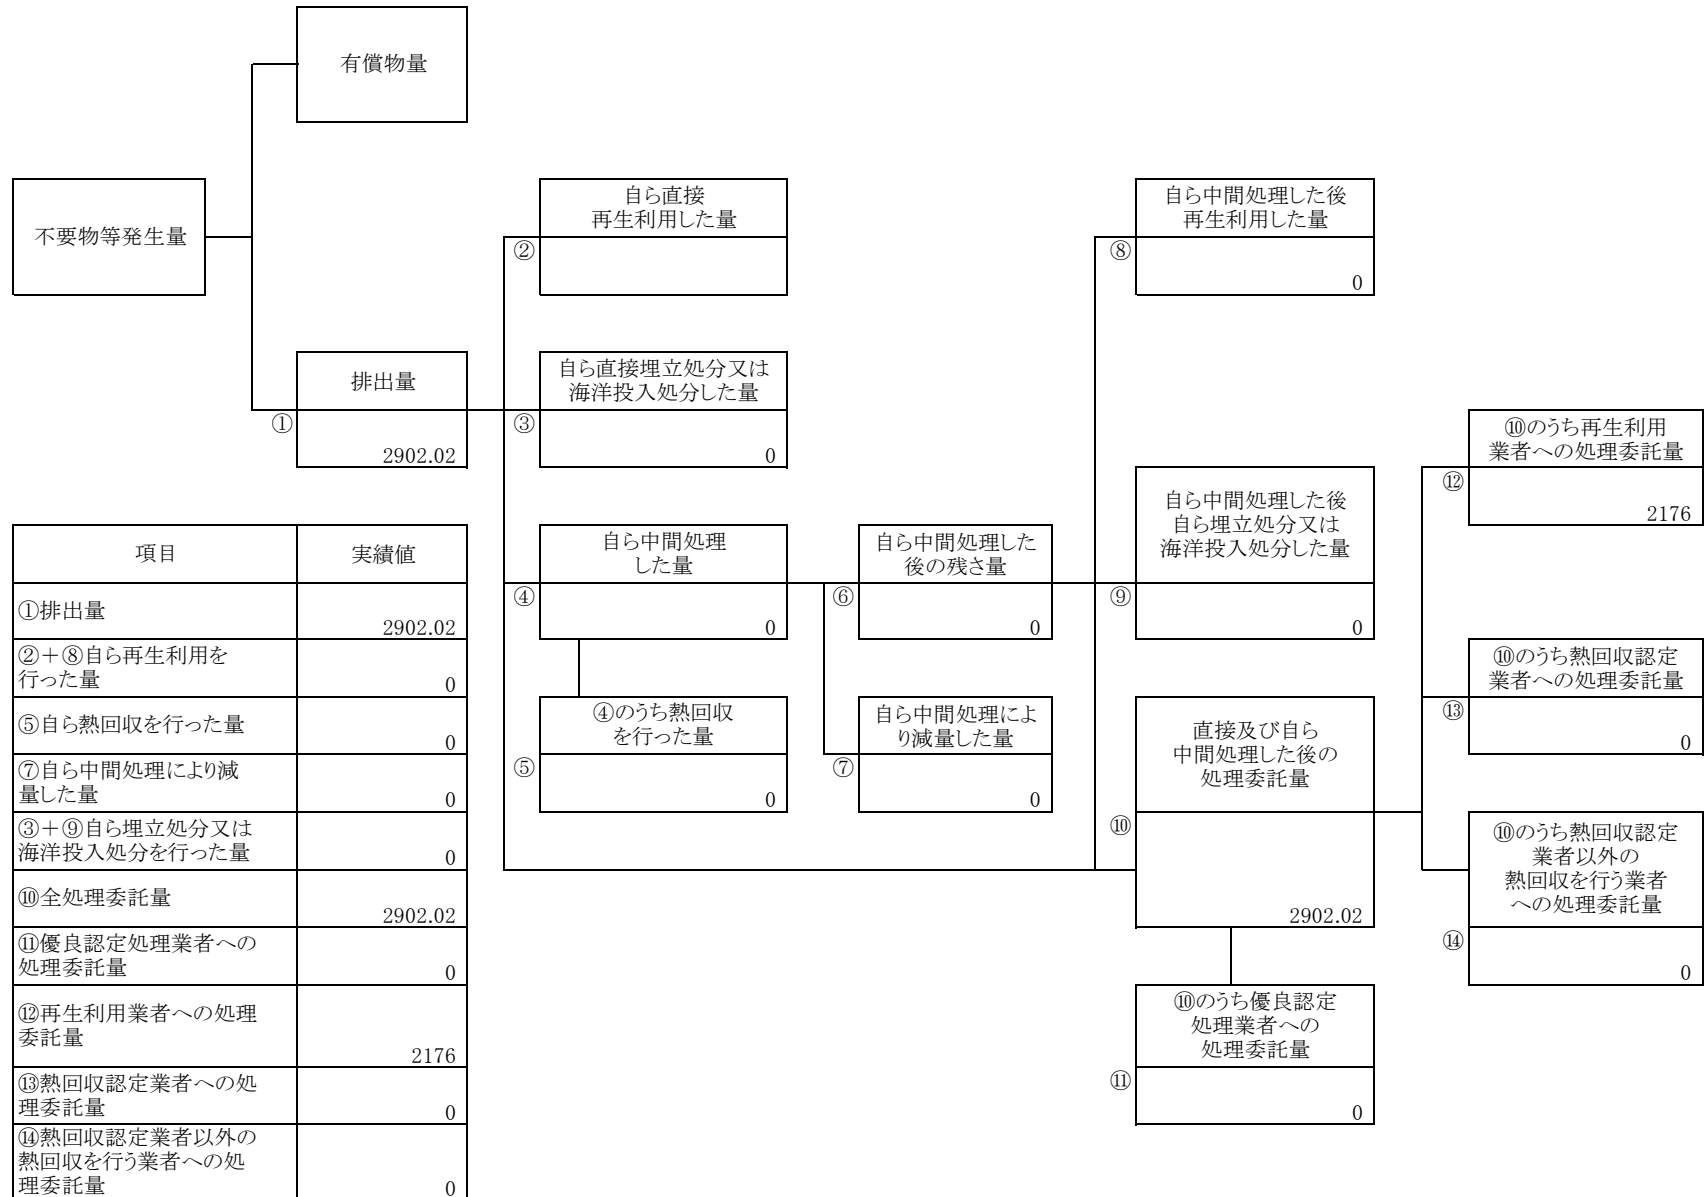 有償物量
不要物等発生量
自ら直接
再生利用した量
②
自ら中間処理した後
再生利用した量
⑧
0
排出量
①
2902.02
自ら直接埋立処分又は
海洋投入処分した量
③
0
自ら中間処理
した量
④
0
④のうち熱回収
を行った量
⑤
0
自ら中間処理した
後の残さ量
⑥
0
自ら中間処理によ
り減量した量
⑦
0
自ら中間処理した後
自ら埋立処分又は
海洋投入処分した量
⑨
0
直接及び自ら
中間処理した後の
処理委託量
⑩
2902.02
⑩のうち優良認定
処理業者への
処理委託量
⑪
0
⑩のうち再生利用
業者への処理委託量
⑫
2176
⑩のうち熱回収認定
業者への処理委託量
⑬
0
⑩のうち熱回収認定
業者以外の
熱回収を行う業者
への処理委託量
⑭
0
項目 実績値
①排出量
2902.02
②+⑧自ら再生利用を
行った量
0
⑤自ら熱回収を行った量
0
⑦自ら中間処理により減
量した量
0
③+⑨自ら埋立処分又は
海洋投入処分を行った量
0
⑩全処理委託量
2902.02
⑪優良認定処理業者への
処理委託量
0
⑫再生利用業者への処理
委託量
2176
⑬熱回収認定業者への処
理委託量
0
⑭熱回収認定業者以外の
熱回収を行う業者への処
理委託量
0